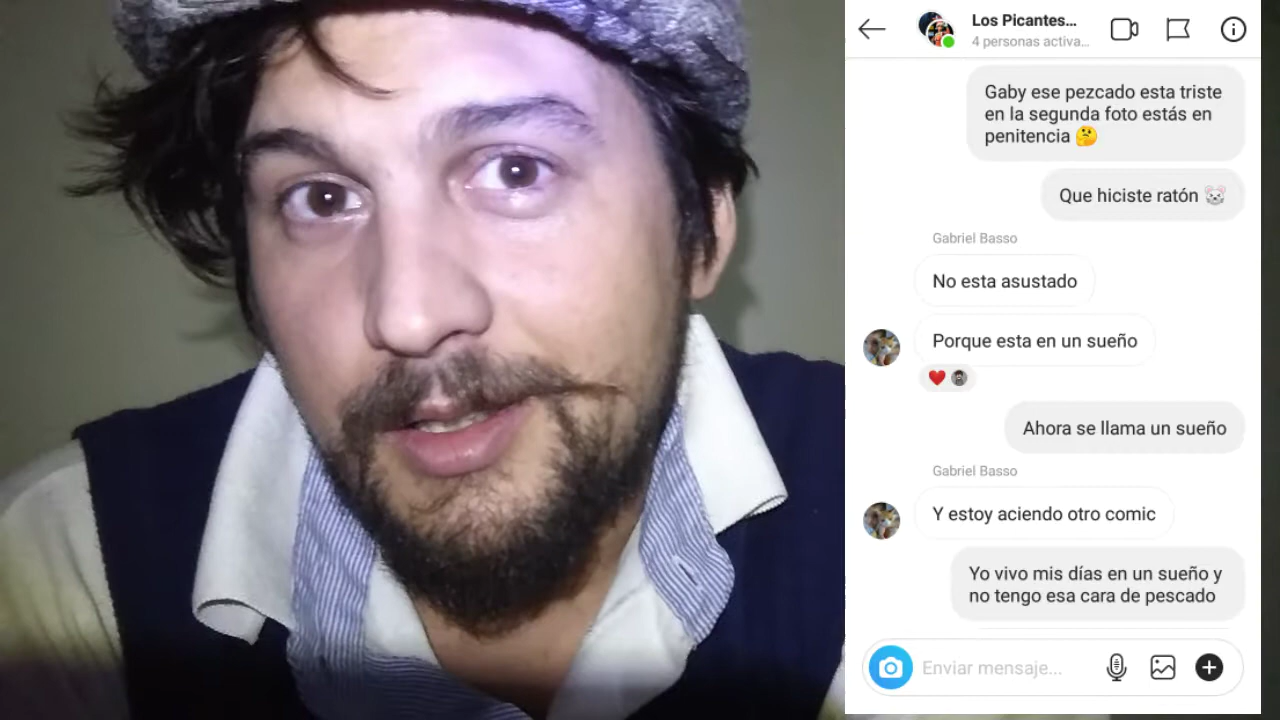 Los Picantes...
4 personas activa...
Gaby ese pezcado esta triste
en la segunda foto estás en
penitencia 🤔
Que hiciste ratón 🐭
Gabriel Basso
No esta asustado
Porque esta en un sueño
Ahora se llama un sueño
Gabriel Basso
Y estoy aciendo otro comic
Yo vivo mis días en un sueño y
no tengo esa cara de pescado
Enviar mensaje...